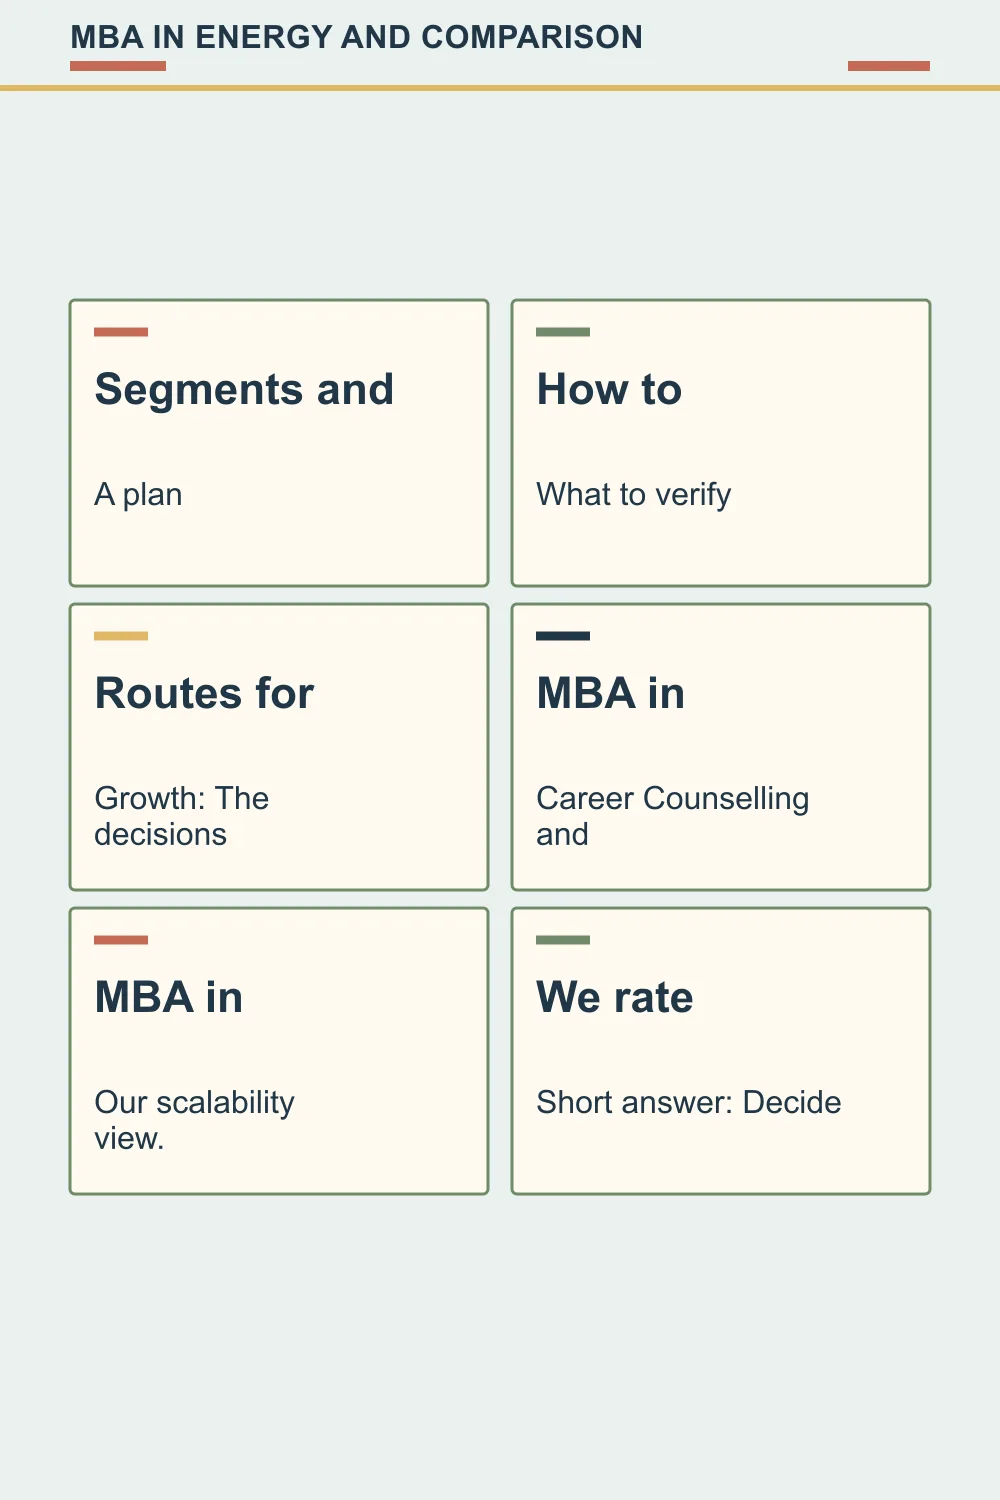 MBA IN ENERGY AND COMPARISON
Segments and
A plan
How to
What to verify
Routes for
Growth: The
decisions
MBA in
Career Counselling
and
MBA in
Our scalability
view.
We rate
Short answer: Decide